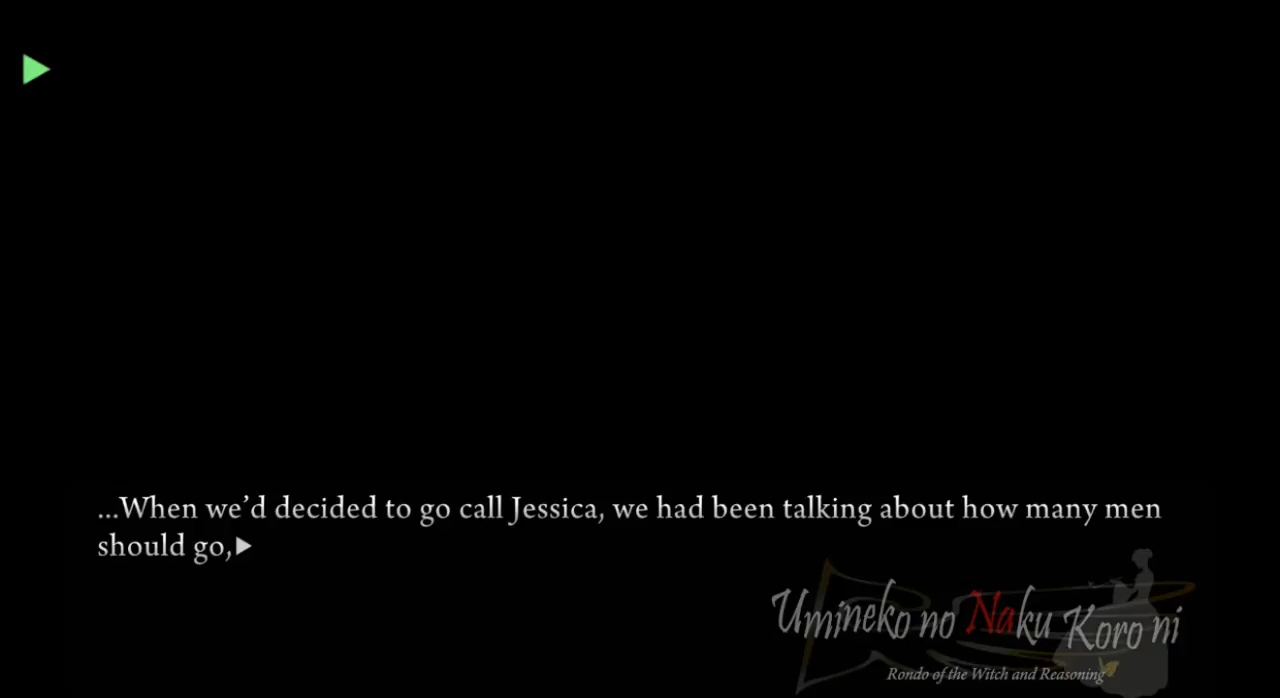 ...When we’d decided to go call Jessica, we had been talking about how many men
should go,
Umineko no Naku Koro ni
Rondo of the Witch and Reasoning